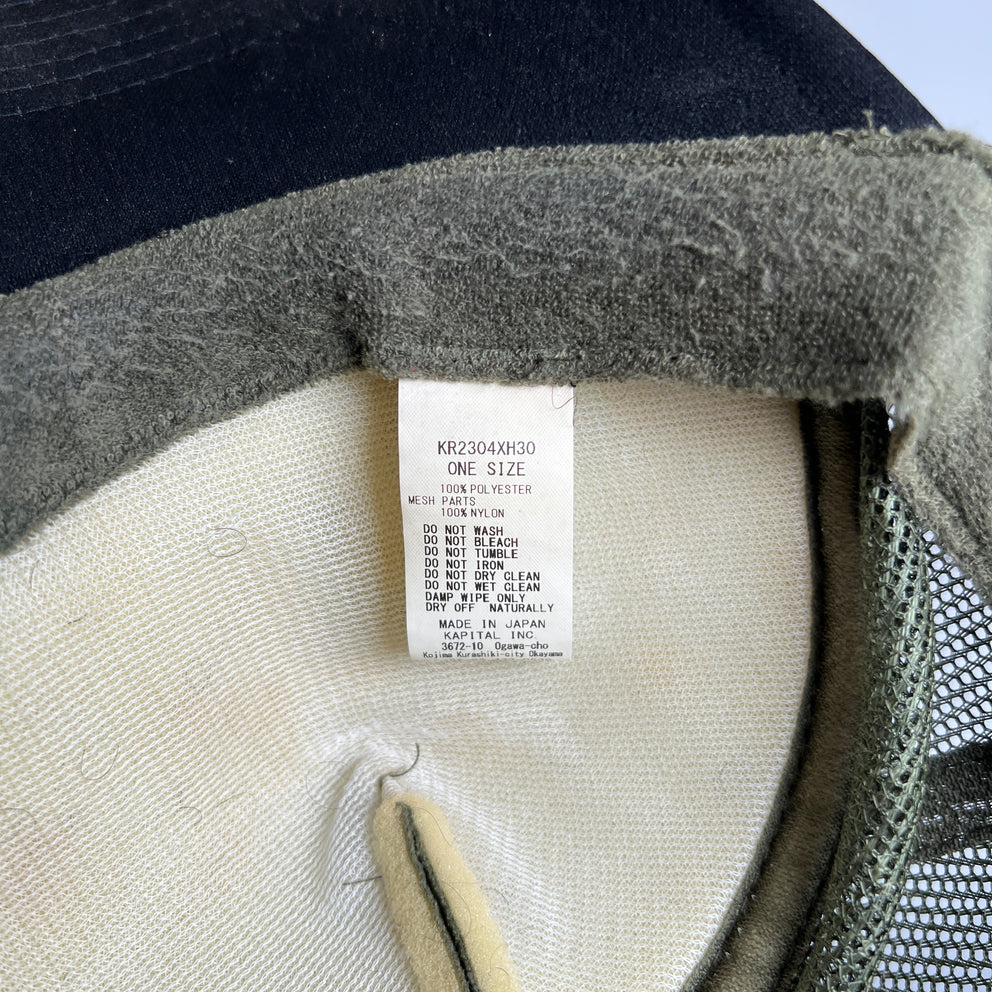 KR2304XH30
ONE SIZE
100% POLYESTER
MESH PARTS
100% NYLON
DO NOT WASH
DO NOT BLEACH
DO NOT TUMBLE
DO NOT IRON
DO NOT DRY CLEAN
DO NOT WET CLEAN
DAMP WIPE ONLY
DRY OFF NATURALLY
MADE IN JAPAN
KAPITAL INC.
3672-10 Ogawa-cho
Kojima Kurashiki-city Okayama